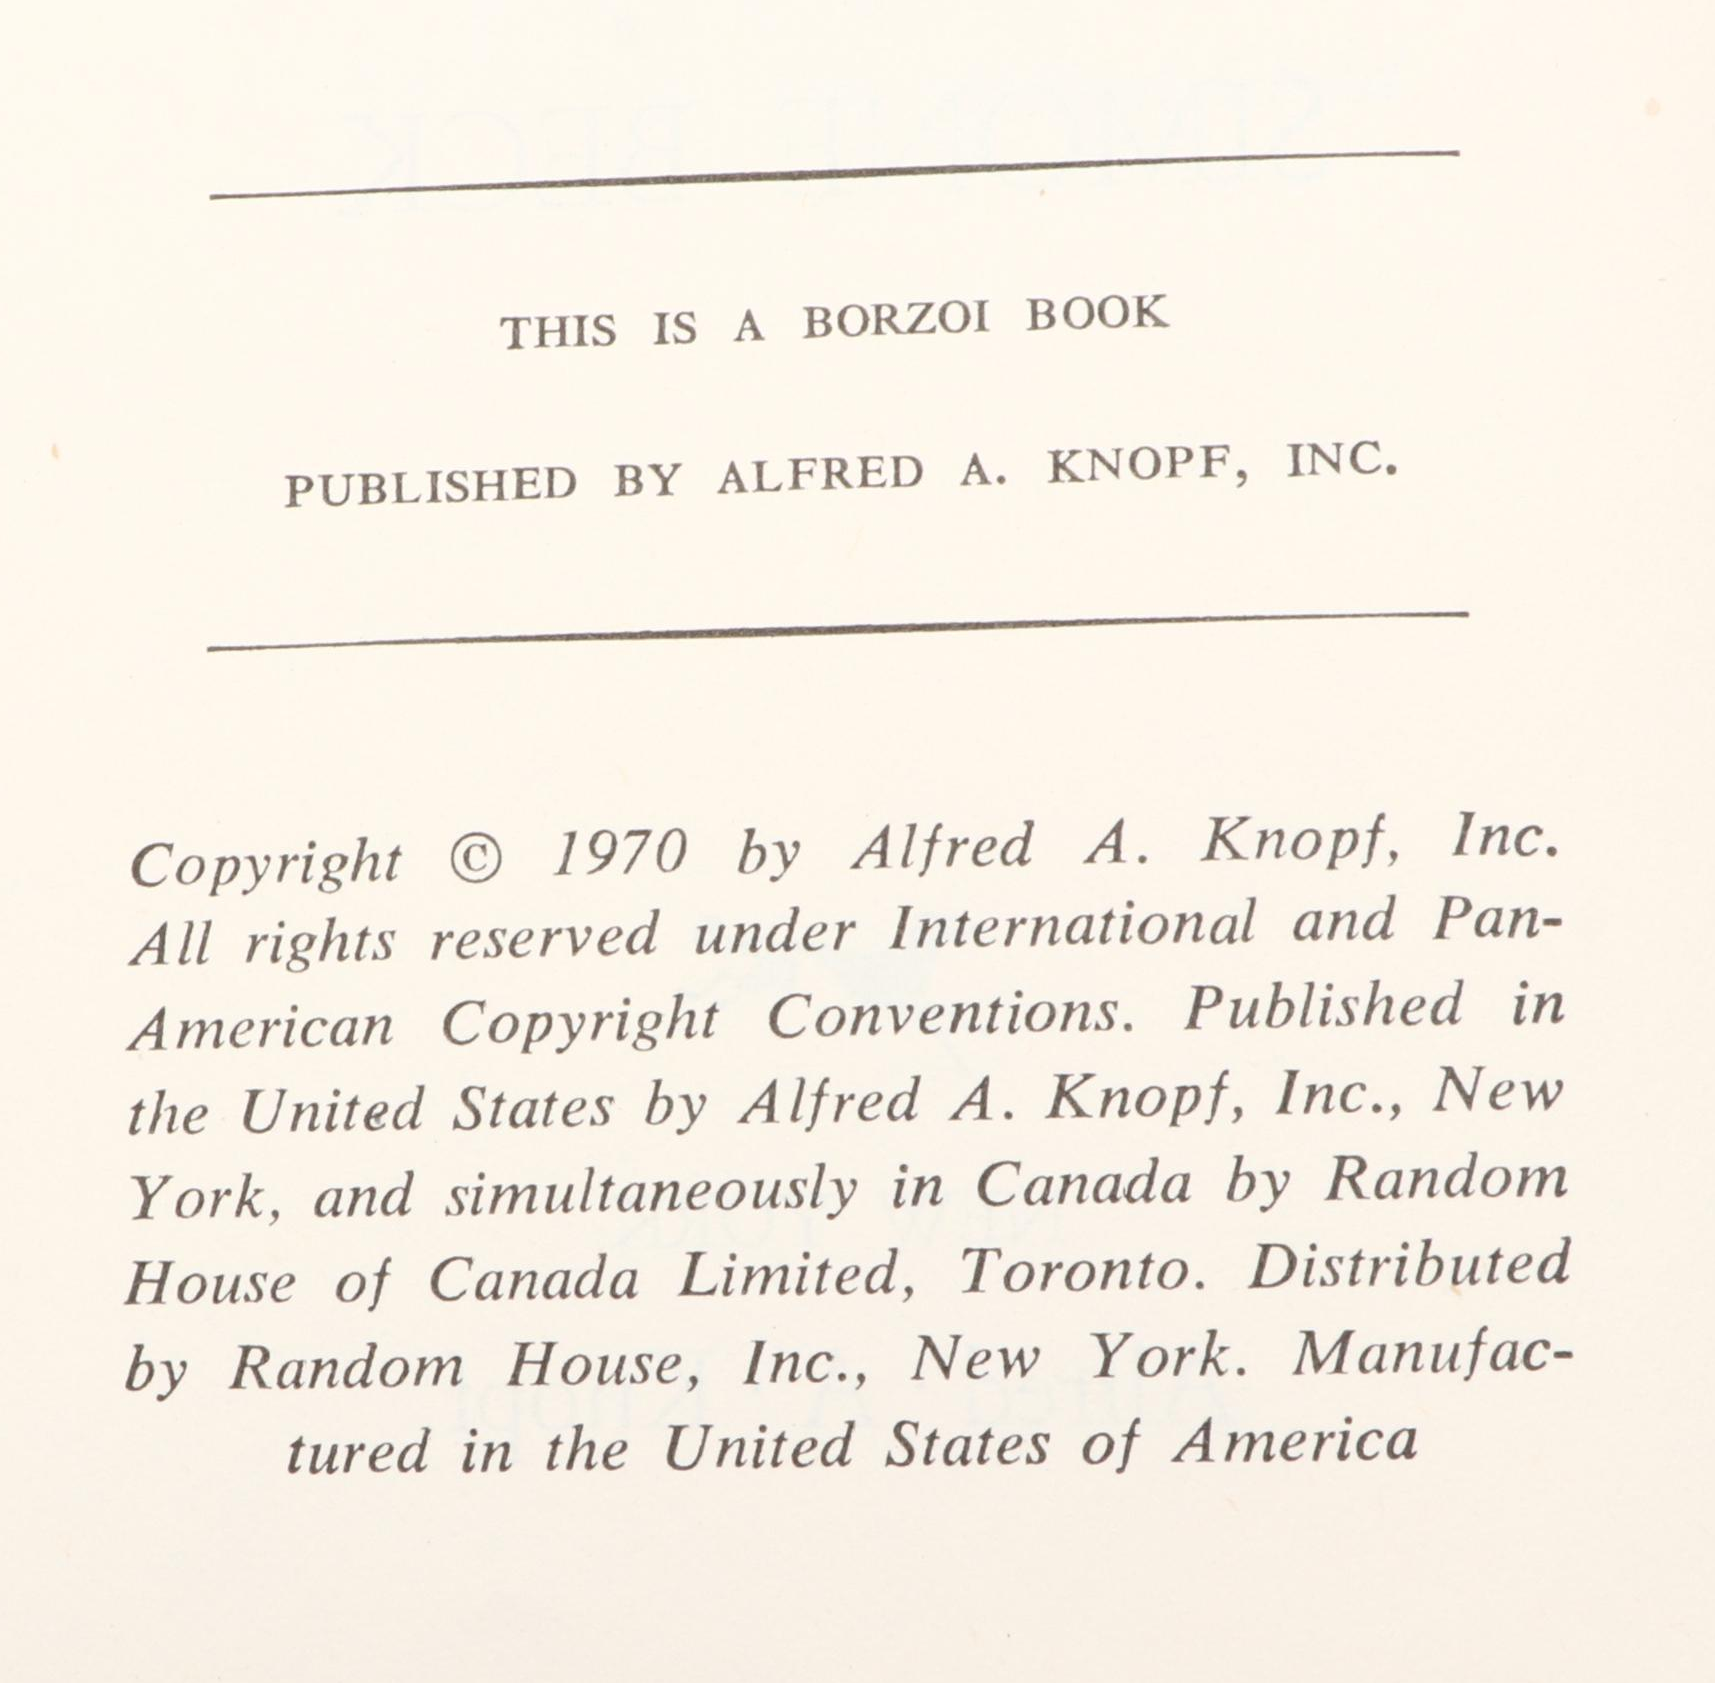 THIS IS A BORZOI BOOK
PUBLISHED BY ALFRED A. KNOPF, INC.
Copyright © 1970 by Alfred A. Knopf, Inc.
All rights reserved under International and Pan-
American Copyright Conventions. Published in
the United States by Alfred A. Knopf, Inc., New
York, and simultaneously in Canada by Random
House of Canada Limited, Toronto. Distributed
by Random House, Inc., New York. Manufac-
tured in the United States of America